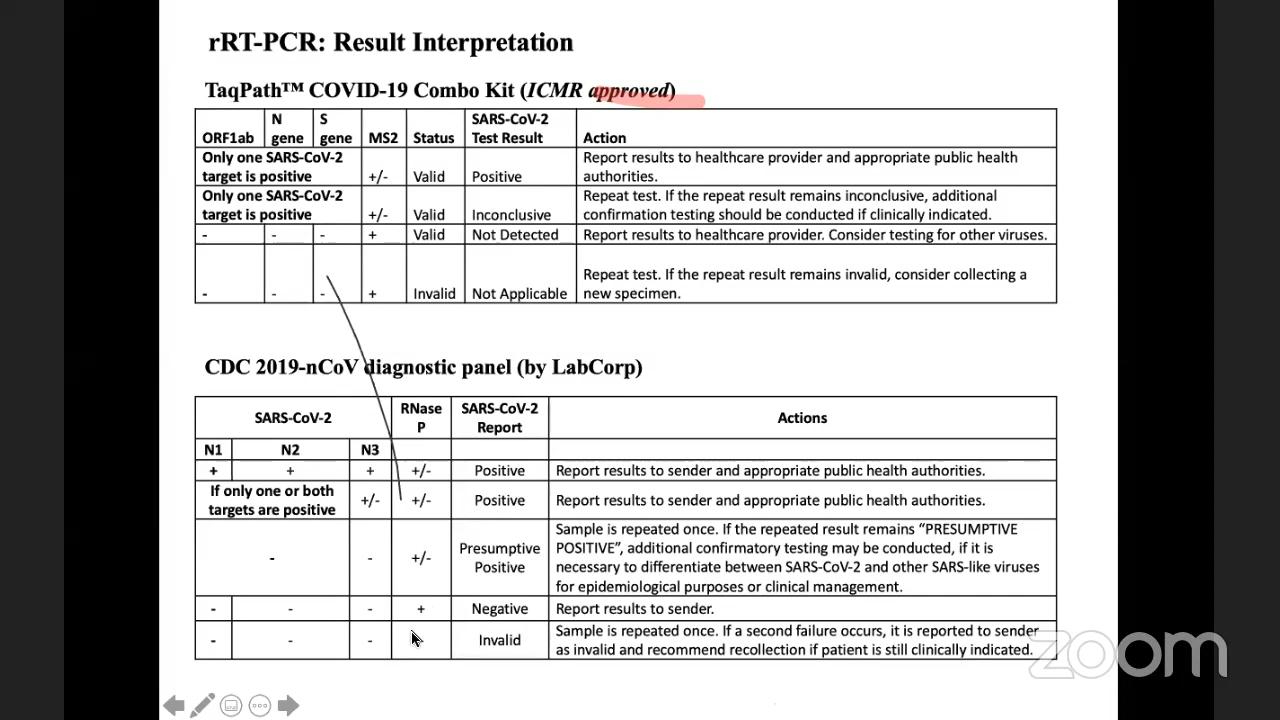 rRT-PCR: Result Interpretation
TaqPath™ COVID-19 Combo Kit (ICMR approved)
ORF1ab N gene S gene MS2 Status SARS-CoV-2 Test Result Action
Only one SARS-CoV-2 target is positive +/- Valid Positive Report results to healthcare provider and appropriate public health authorities.
Only one SARS-CoV-2 target is positive +/- Valid Inconclusive Repeat test. If the repeat result remains inconclusive, additional confirmation testing should be conducted if clinically indicated.
- - - + Valid Not Detected Report results to healthcare provider. Consider testing for other viruses.
- - - + Invalid Not Applicable Repeat test. If the repeat result remains invalid, consider collecting a new specimen.
CDC 2019-nCoV diagnostic panel (by LabCorp)
SARS-CoV-2 RNase P SARS-CoV-2 Report Actions
N1 N2 N3
+ + + +/- Positive Report results to sender and appropriate public health authorities.
If only one or both targets are positive +/- +/- Positive Report results to sender and appropriate public health authorities.
- - +/- Presumptive Positive Sample is repeated once. If the repeated result remains “PRESUMPTIVE POSITIVE”, additional confirmatory testing may be conducted, if it is necessary to differentiate between SARS-CoV-2 and other SARS-like viruses for epidemiological purposes or clinical management.
- - - + Negative Report results to sender.
- - - Invalid Sample is repeated once. If a second failure occurs, it is reported to sender as invalid and recommend recollection if patient is still clinically indicated.
zoom